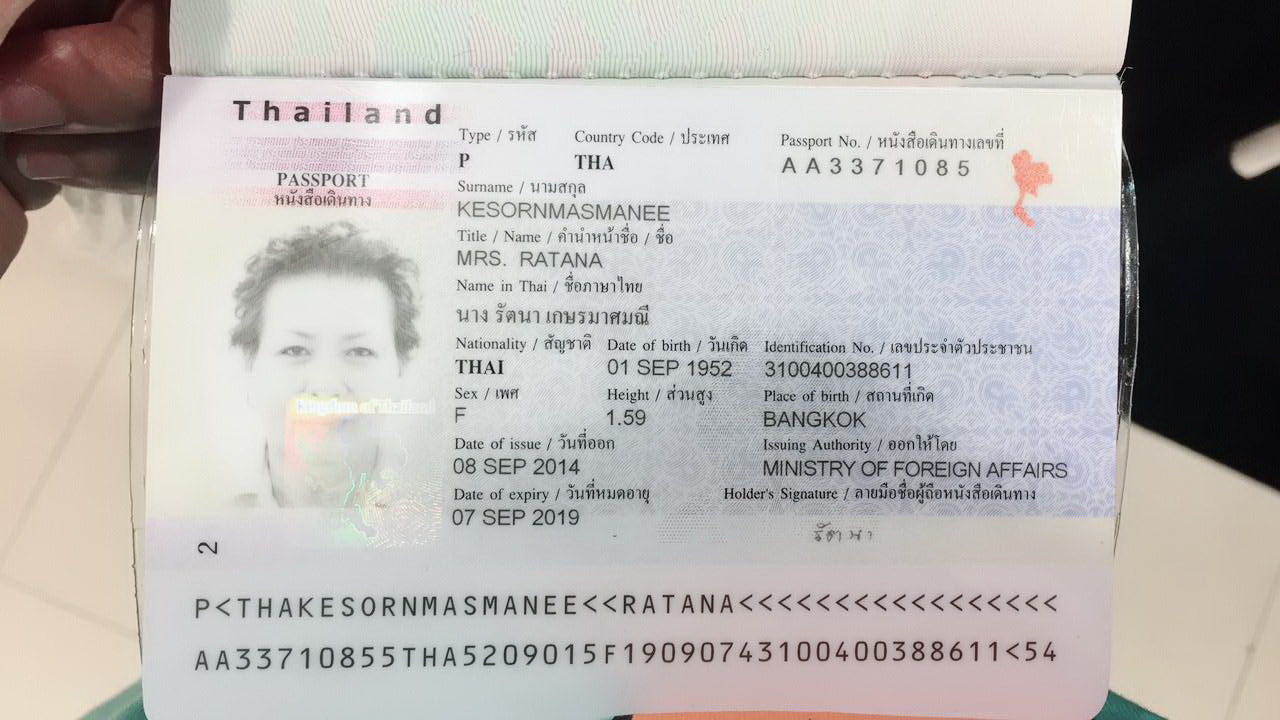 Thailand
PASSPORT
หนังสือเดินทาง
Type / รหัส Country Code / ประเทศ Passport No. / หนังสือเดินทางเลขที่
P THA AA3371085
Surname / นามสกุล
KESORNMASMANEE
Title / Name / คำนำหน้าชื่อ / ชื่อ
MRS. RATANA
Name in Thai / ชื่อภาษาไทย
นาง รัตนา เกษรมาศมณี
Nationality / สัญชาติ Date of birth / วันเกิด Identification No. / เลขประจำตัวประชาชน
THAI 01 SEP 1952 3100400388611
Sex / เพศ Height / ส่วนสูง Place of birth / สถานที่เกิด
F 1.59 BANGKOK
Kingdom of Thailand
Date of issue / วันที่ออก Issuing Authority / ออกให้โดย
08 SEP 2014 MINISTRY OF FOREIGN AFFAIRS
Date of expiry / วันที่หมดอายุ Holder's Signature / ลายมือชื่อผู้ถือหนังสือเดินทาง
07 SEP 2019
รัตนา
2
P<THAKESORNMASMANEE<<RATANA<<<<<<<<<<<<<<<<<
AA33710855THA5209015F19090743100400388611<54